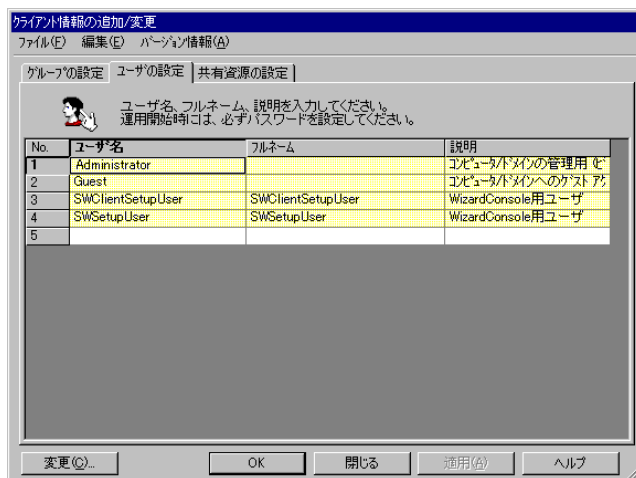 クライアント情報の追加/変更
ファイル(F) 編集(E) バージョン情報(A)
グループの設定 ユーザの設定 共有資源の設定
ユーザ名、フルネーム、説明を入力してください。
運用開始時には、必ずパスワードを設定してください。
No. ユーザ名 フルネーム 説明
1 Administrator コンピュータ/ドメインの管理用 (ビ
2 Guest コンピュータ/ドメインへのゲスト アク
3 SWClientSetupUser SWClientSetupUser WizardConsole用ユーザ
4 SWSetupUser SWSetupUser WizardConsole用ユーザ
5
変更(C)... OK 閉じる 適用(A) ヘルプ